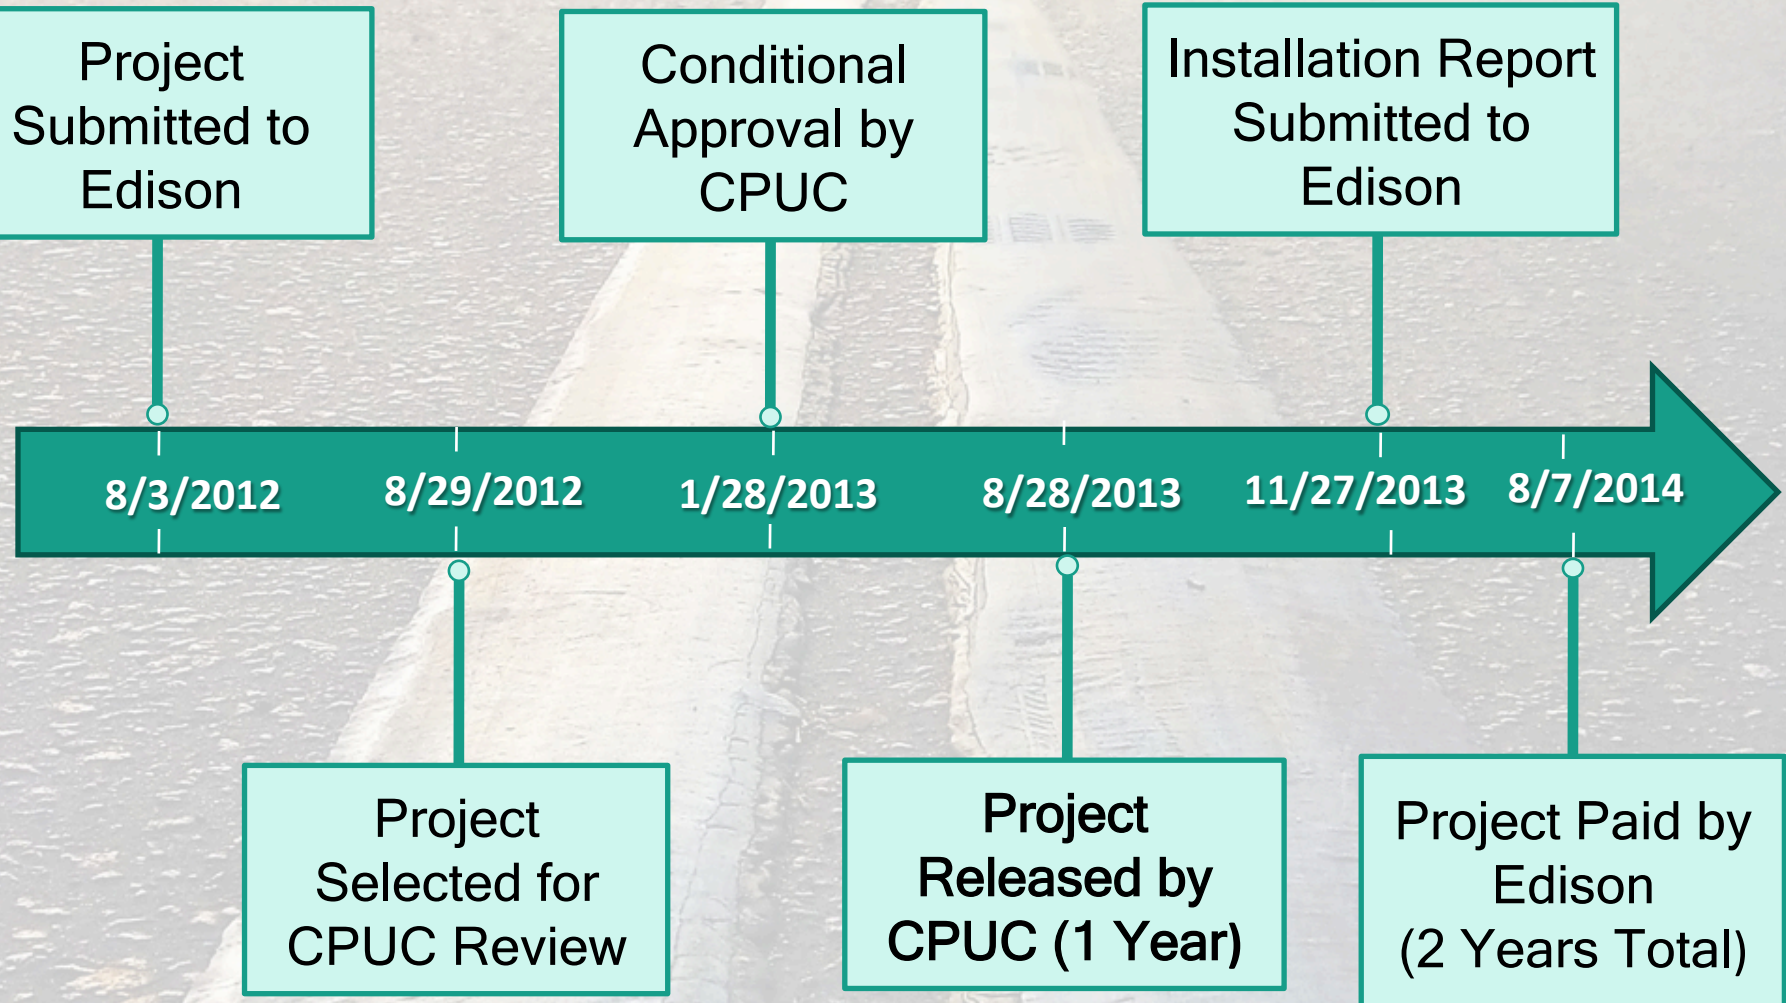 Project
Submitted to
Edison
Conditional
Approval by
CPUC
Installation Report
Submitted to
Edison
8/3/2012
8/29/2012
1/28/2013
8/28/2013
11/27/2013
8/7/2014
Project
Selected for
CPUC Review
Project
Released by
CPUC (1 Year)
Project Paid by
Edison
(2 Years Total)